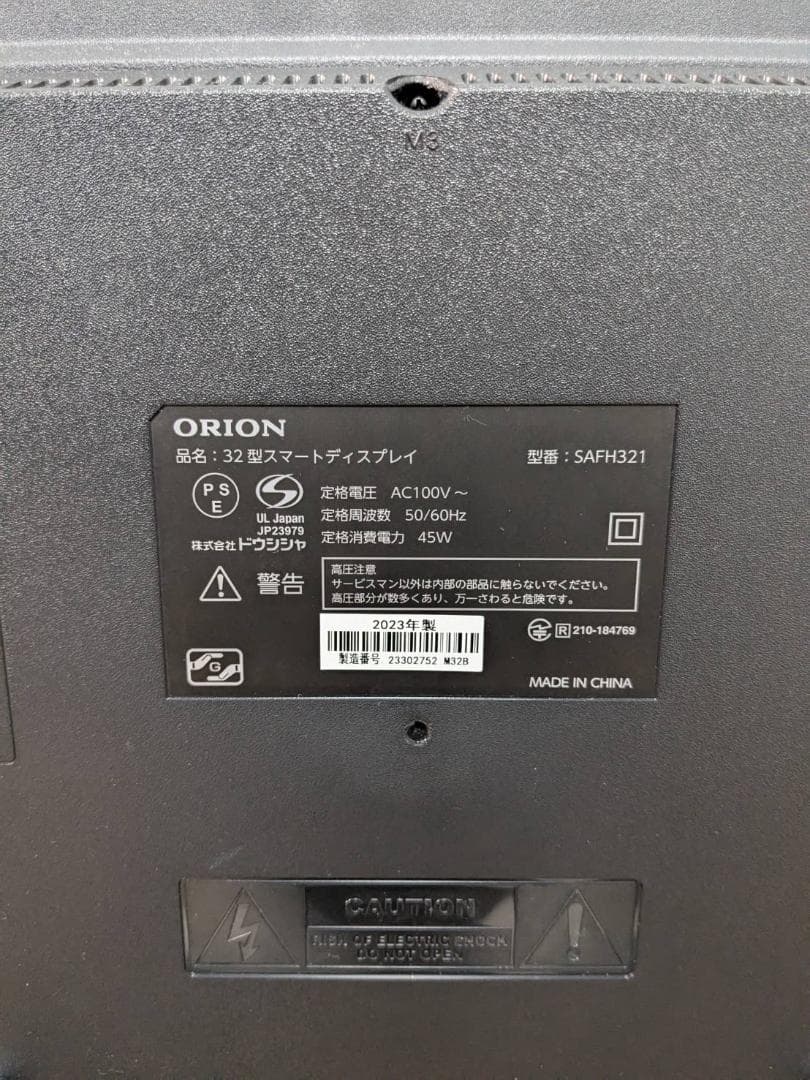 M3
ORION
品名：32型スマートディスプレイ 型番：SAFH321
PS
E
UL Japan
JP23979
株式会社ドウシシャ
定格電圧 AC100V～
定格周波数 50/60Hz
定格消費電力 45W
警告
高圧注意
サービスマン以外は内部の部品に触らないでください。
高圧部分が数多くあり、万一さわると危険です。
2023年製
製造番号 23302752 M32B
R 210-184769
G
MADE IN CHINA
CAUTION
RISK OF ELECTRIC SHOCK
DO NOT OPEN